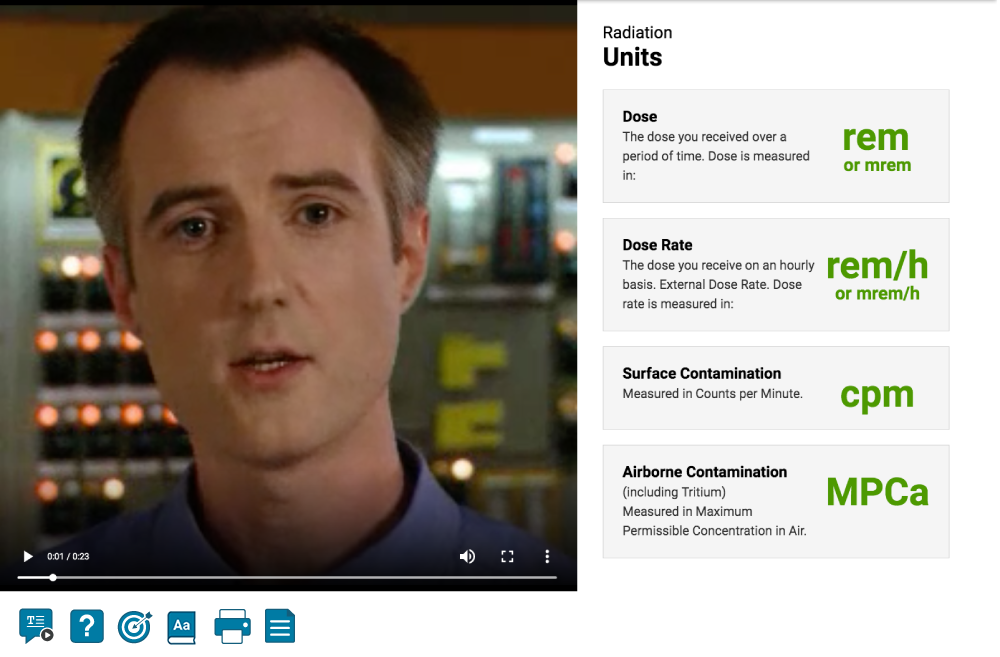 Radiation
Units
Dose
The dose you received over a
period of time. Dose is measured
in:
rem
or mrem
Dose Rate
The dose you receive on an hourly
basis. External Dose Rate. Dose
rate is measured in:
rem/h
or mrem/h
Surface Contamination
Measured in Counts per Minute.
cpm
Airborne Contamination
(including Tritium)
Measured in Maximum
Permissible Concentration in Air.
MPCa
0:01 / 0:23
TE
?
Aa